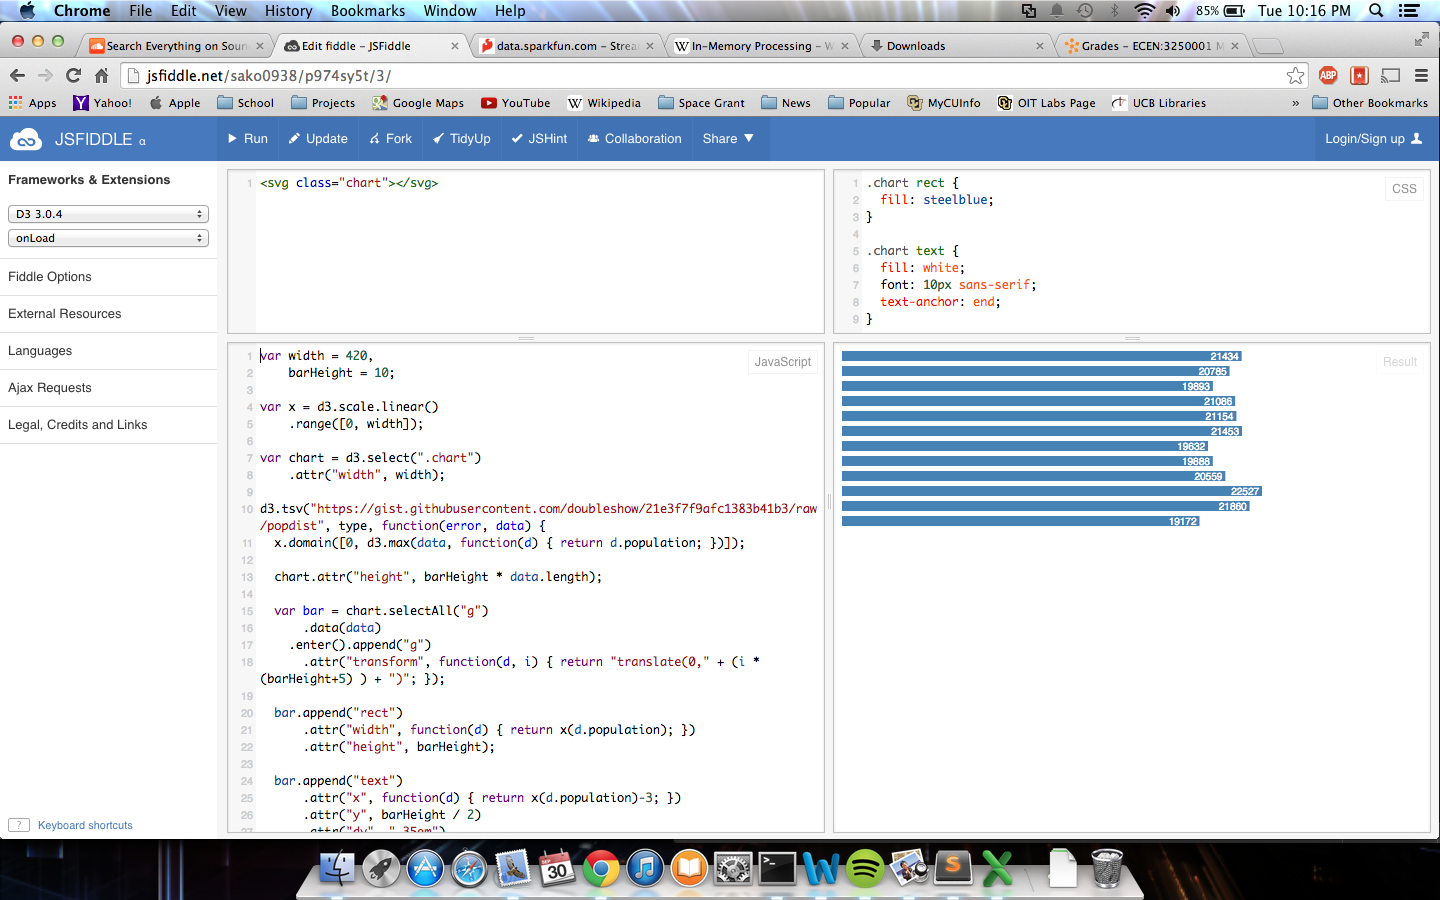 Chrome File Edit View History Bookmarks Window Help 85% Tue 10:16 PM
Search Everything on Soun
Edit fiddle - JSFiddle
data.sparkfun.com - Strea
In-Memory Processing - W
Downloads
Grades - ECEN:3250001 M
jsfiddle.net/sako0938/p974sy5t/3/
ABP
Apps Yahoo! Apple School Projects Google Maps YouTube Wikipedia Space Grant News Popular MyCUInfo OIT Labs Page UCB Libraries » Other Bookmarks
JSFIDDLE α Run Update Fork TidyUp JSHint Collaboration Share Login/Sign up
Frameworks & Extensions
D3 3.0.4
onLoad
Fiddle Options
External Resources
Languages
Ajax Requests
Legal, Credits and Links
? Keyboard shortcuts
1 <svg class="chart"></svg>
CSS
1 .chart rect {
2 fill: steelblue;
3 }
4
5 .chart text {
6 fill: white;
7 font: 10px sans-serif;
8 text-anchor: end;
9 }
JavaScript
1 var width = 420,
2 barHeight = 10;
3
4 var x = d3.scale.linear()
5 .range([0, width]);
6
7 var chart = d3.select(".chart")
8 .attr("width", width);
9
10 d3.tsv("https://gist.githubusercontent.com/doubleshow/21e3f7f9afc1383b41b3/raw
/popdist", type, function(error, data) {
11 x.domain([0, d3.max(data, function(d) { return d.population; })]);
12
13 chart.attr("height", barHeight * data.length);
14
15 var bar = chart.selectAll("g")
16 .data(data)
17 .enter().append("g")
18 .attr("transform", function(d, i) { return "translate(0," + (i *
(barHeight+5) ) + ")"; });
19
20 bar.append("rect")
21 .attr("width", function(d) { return x(d.population); })
22 .attr("height", barHeight);
23
24 bar.append("text")
25 .attr("x", function(d) { return x(d.population)-3; })
26 .attr("y", barHeight / 2)
27 .attr("dy", ".35em")
Result
21434
20785
19893
21086
21154
21453
19632
19888
20559
22527
21860
19172
SEP
30